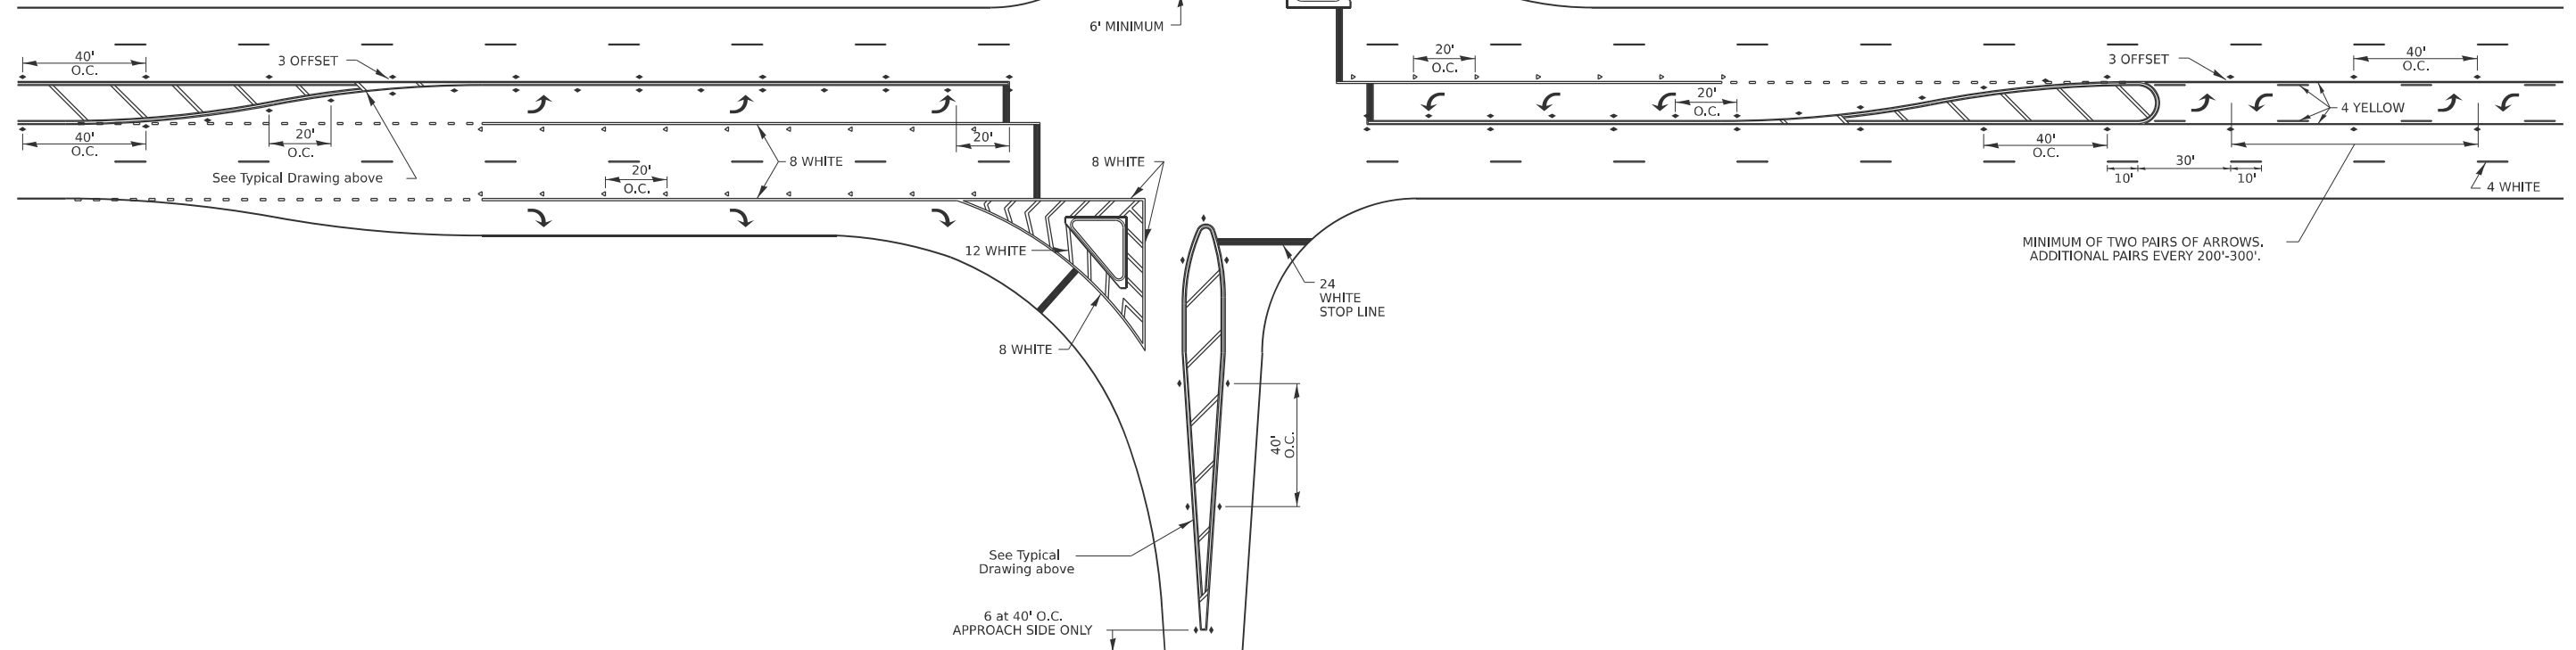 6' MINIMUM
40'
O.C.
3 OFFSET
20'
O.C.
3 OFFSET
40'
O.C.
20'
O.C.
4 YELLOW
40'
O.C.
20'
O.C.
See Typical Drawing above
20'
O.C.
8 WHITE
20'
8 WHITE
40'
O.C.
10'
30'
10'
4 WHITE
12 WHITE
MINIMUM OF TWO PAIRS OF ARROWS.
ADDITIONAL PAIRS EVERY 200'-300'.
24
WHITE
STOP LINE
8 WHITE
40'
O.C.
See Typical
Drawing above
6 at 40' O.C.
APPROACH SIDE ONLY